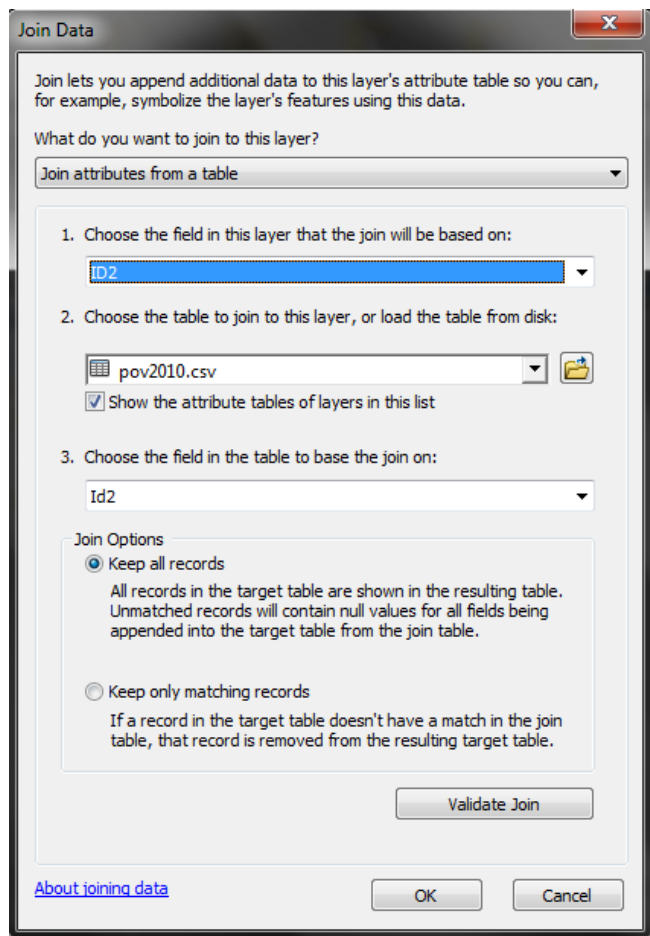 Join Data
Join lets you append additional data to this layer's attribute table so you can,
for example, symbolize the layer's features using this data.
What do you want to join to this layer?
Join attributes from a table
1. Choose the field in this layer that the join will be based on:
ID2
2. Choose the table to join to this layer, or load the table from disk:
pov2010.csv
Show the attribute tables of layers in this list
3. Choose the field in the table to base the join on:
Id2
Join Options
Keep all records
All records in the target table are shown in the resulting table.
Unmatched records will contain null values for all fields being
appended into the target table from the join table.
Keep only matching records
If a record in the target table doesn't have a match in the join
table, that record is removed from the resulting target table.
Validate Join
About joining data OK Cancel